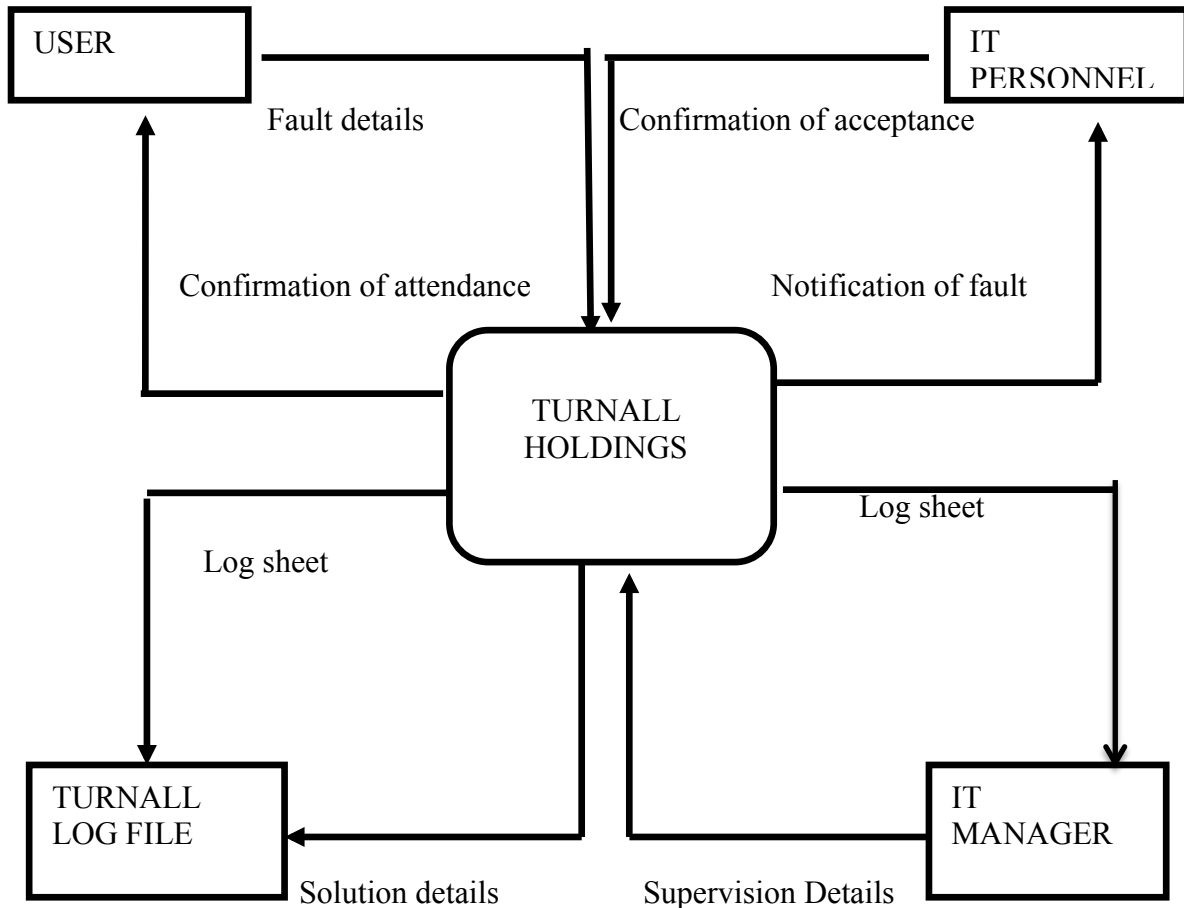 USER
IT
PERSONNEL
Fault details
Confirmation of acceptance
Confirmation of attendance
Notification of fault
TURNALL
HOLDINGS
Log sheet
Log sheet
TURNALL
LOG FILE
IT
MANAGER
Solution details
Supervision Details